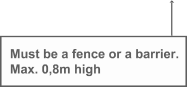 Must be a fence or a barrier.
Max. 0,8m high